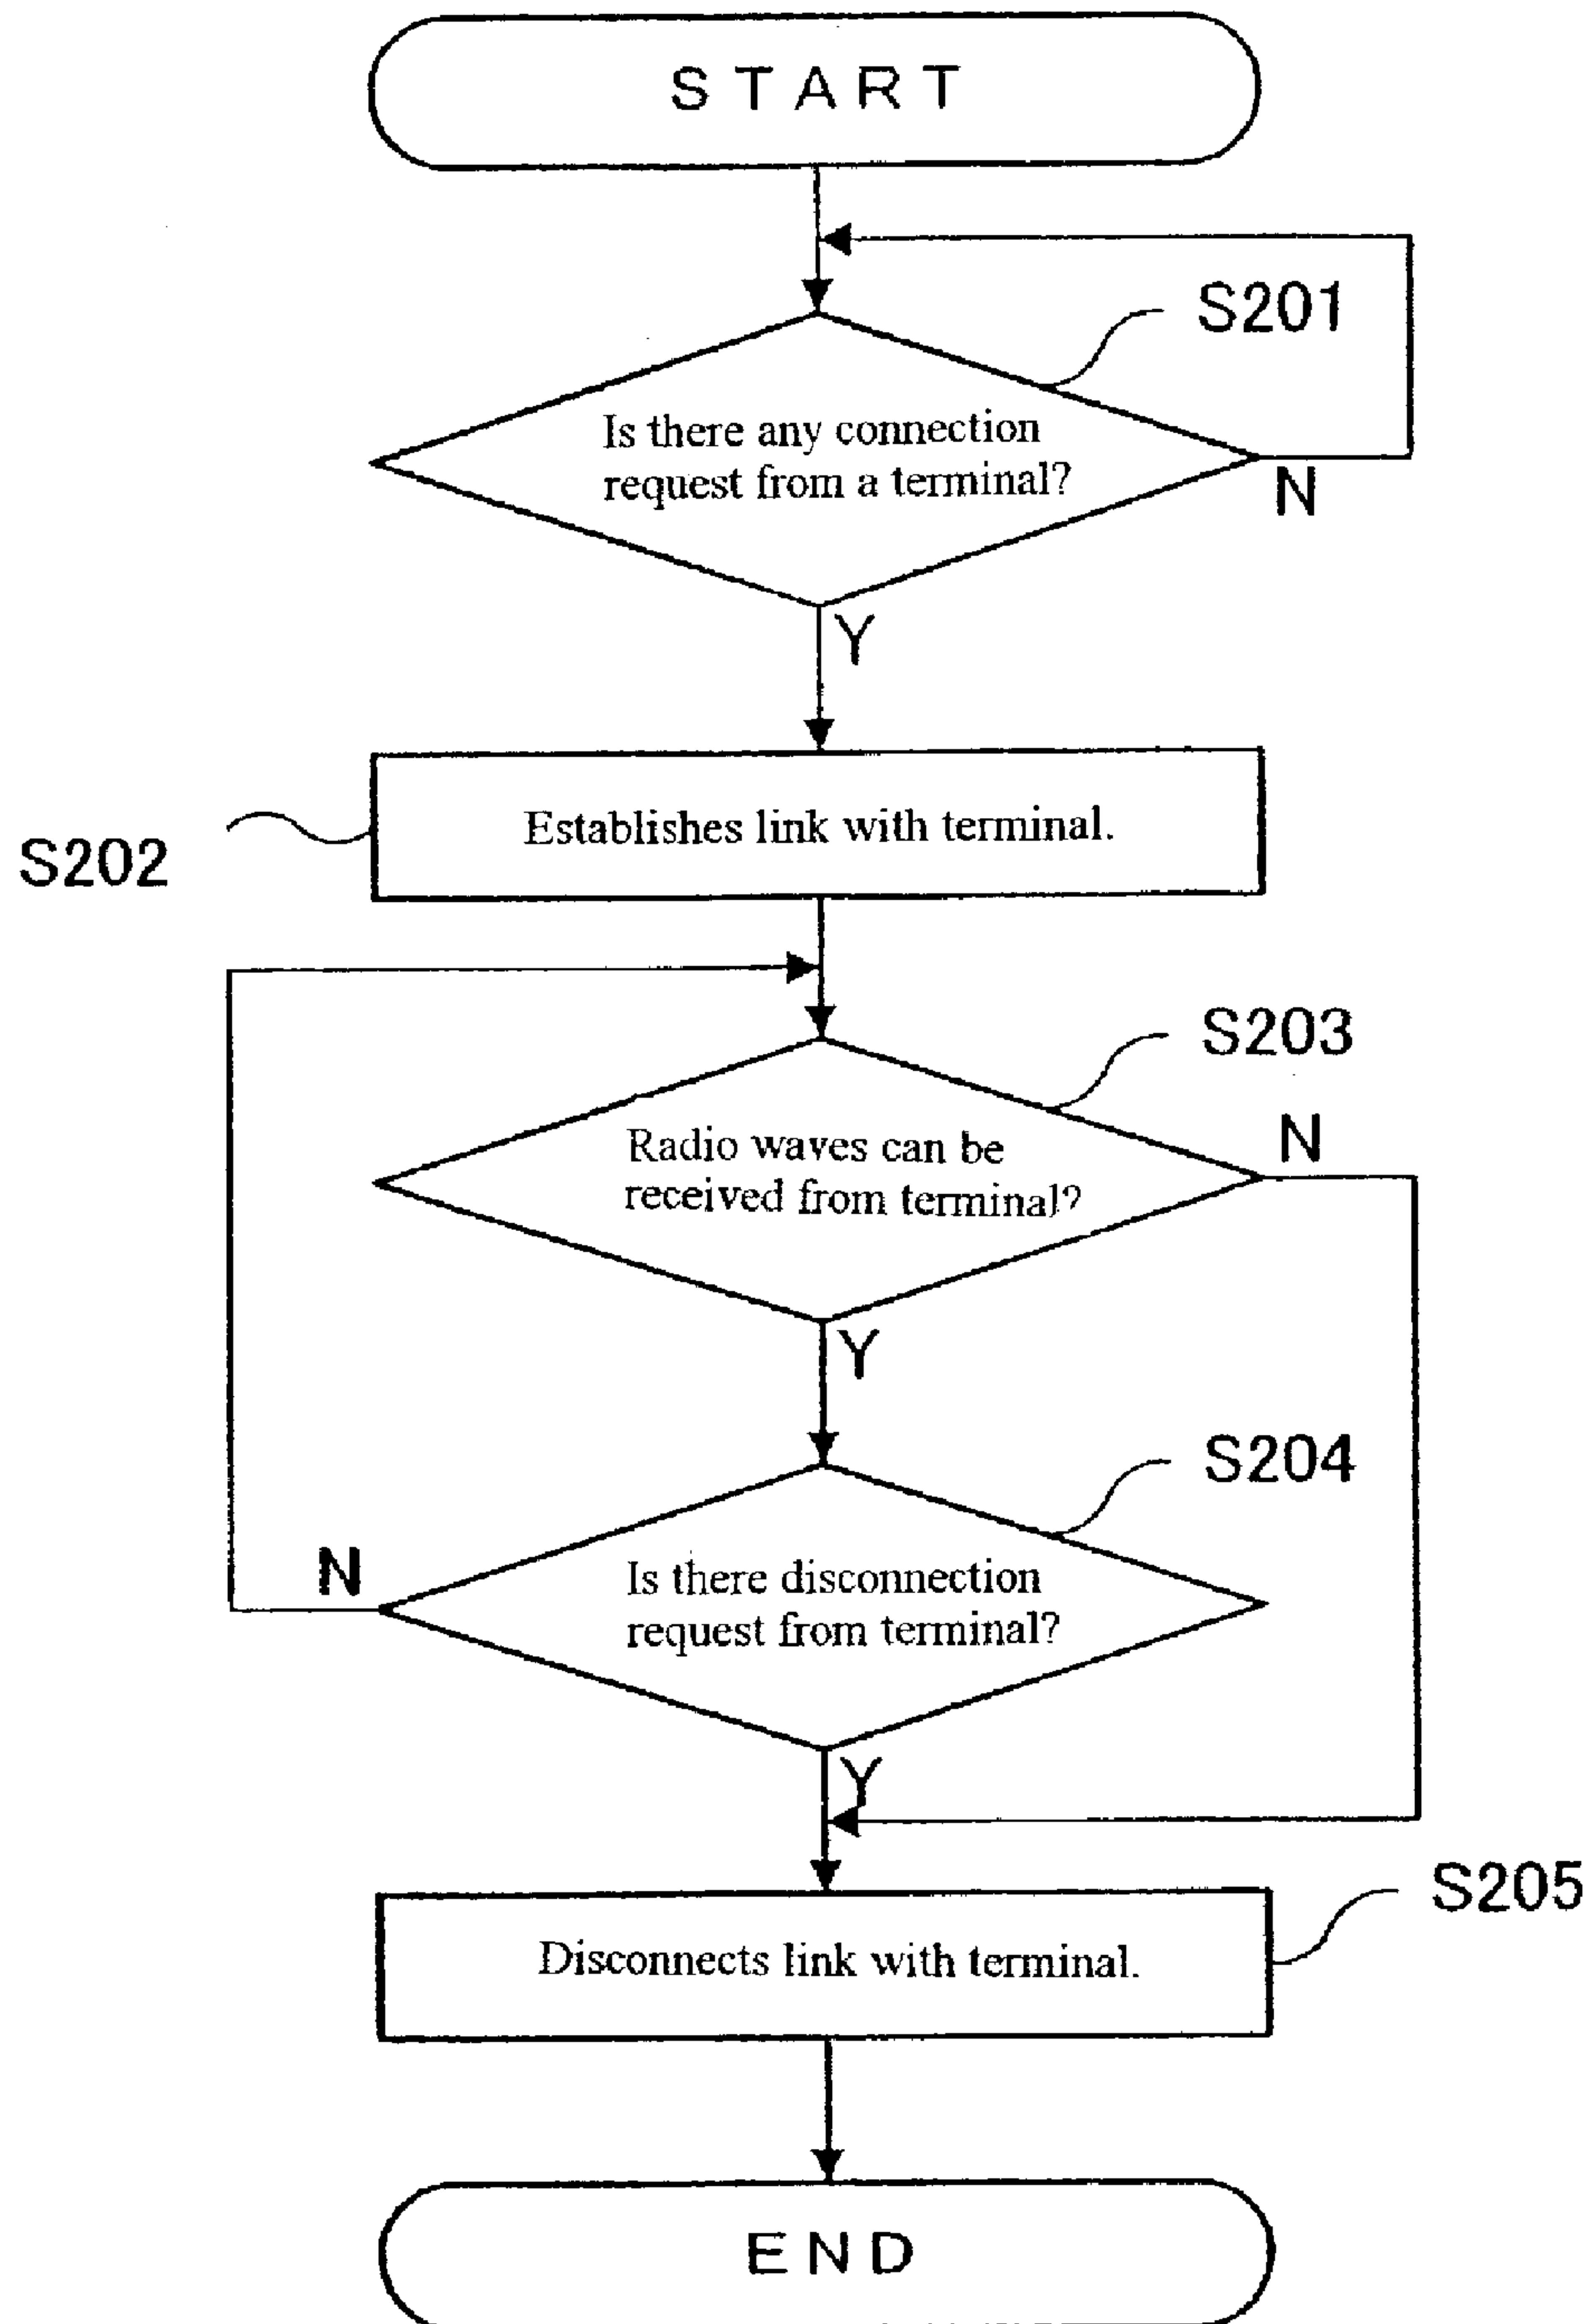 START
S201
Is there any connection
request from a terminal?
N
Y
Establishes link with terminal.
S202
S203
Radio waves can be
received from terminal?
N
Y
S204
Is there disconnection
request from terminal?
N
Y
S205
Disconnects link with terminal.
END